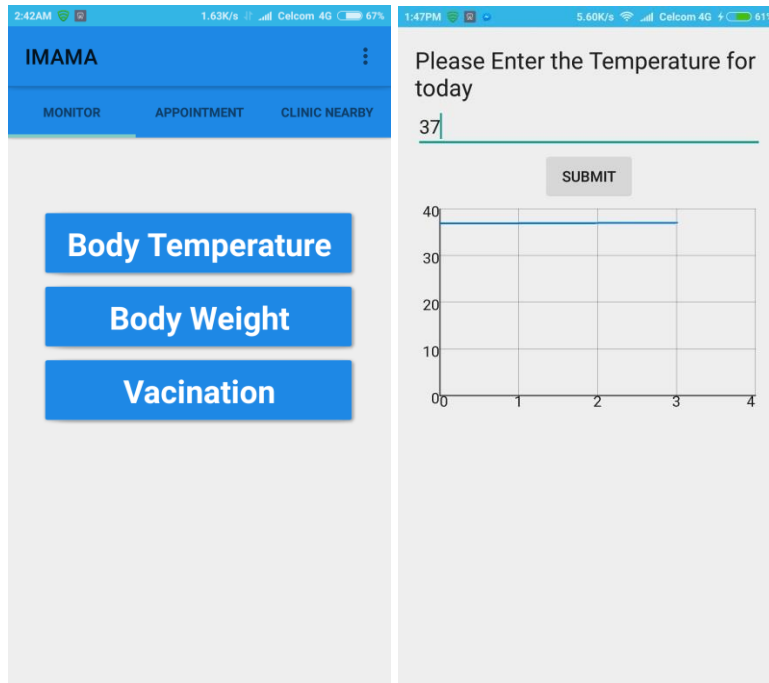 2:42AM 1.63K/s Celcom 4G 67%
IMAMA
MONITOR APPOINTMENT CLINIC NEARBY
Body Temperature
Body Weight
Vacination
1:47PM 5.60K/s Celcom 4G 61%
Please Enter the Temperature for
today
37
SUBMIT
40
30
20
10
0
0 1 2 3 4